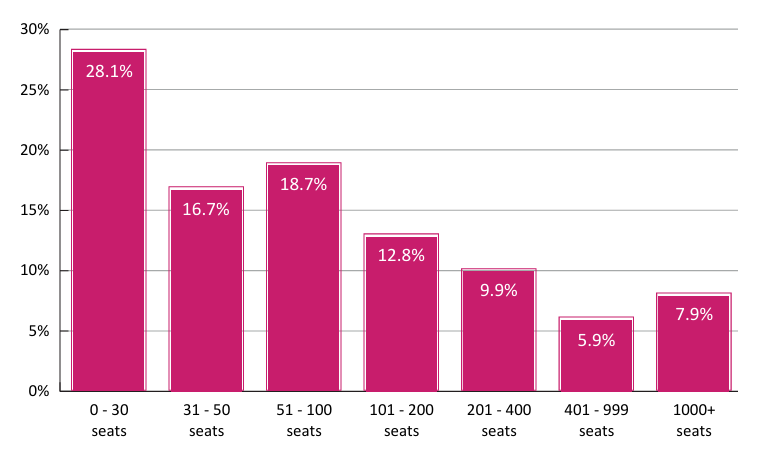 30%
25%
20%
15%
10%
5%
0%
28.1%
16.7%
18.7%
12.8%
9.9%
5.9%
7.9%
0 - 30
seats
31 - 50
seats
51 - 100
seats
101 - 200
seats
201 - 400
seats
401 - 999
seats
1000+
seats